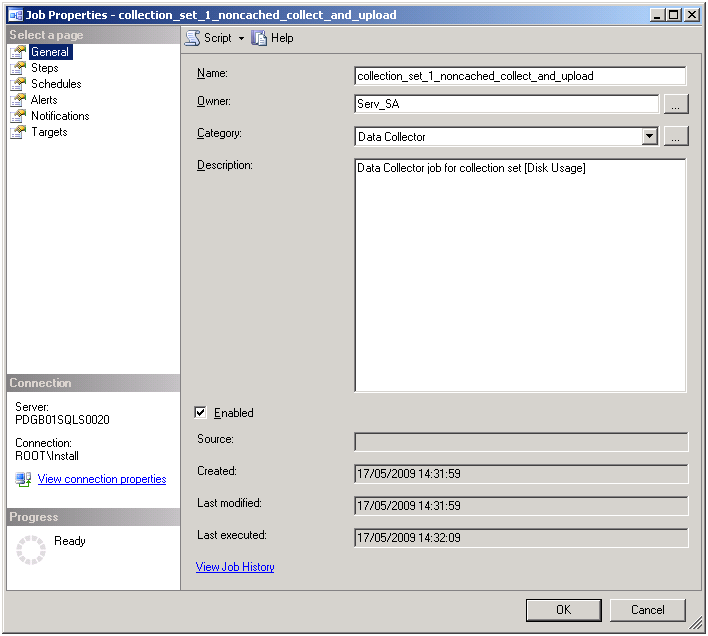 Job Properties - collection_set_1_noncached_collect_and_upload
Select a page
General
Steps
Schedules
Alerts
Notifications
Targets
Connection
Server:
PDGB01SQLS0020
Connection:
ROOT\Install
View connection properties
Progress
Ready
Script Help
Name: collection_set_1_noncached_collect_and_upload
Owner: Serv_SA ...
Category: Data Collector ...
Description: Data Collector job for collection set [Disk Usage]
Enabled
Source:
Created: 17/05/2009 14:31:59
Last modified: 17/05/2009 14:31:59
Last executed: 17/05/2009 14:32:09
View Job History
OK Cancel